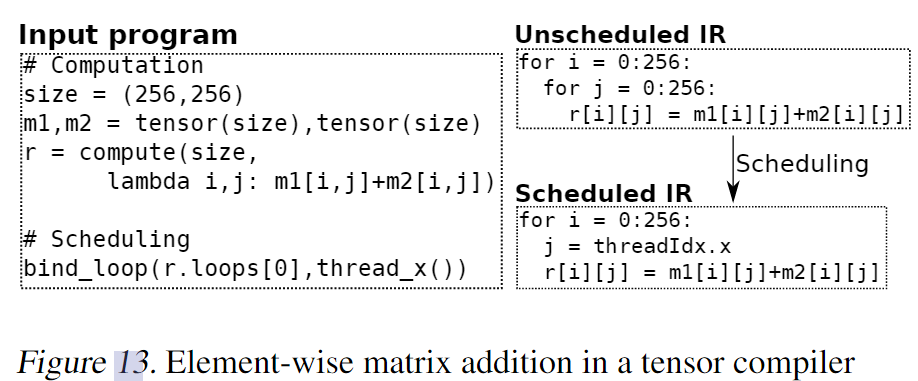 Input program
# Computation
size = (256,256)
m1,m2 = tensor(size),tensor(size)
r = compute(size,
lambda i,j: m1[i,j]+m2[i,j])
# Scheduling
bind_loop(r.loops[0],thread_x())
Unscheduled IR
for i = 0:256:
for j = 0:256:
r[i][j] = m1[i][j]+m2[i][j]
Scheduling
Scheduled IR
for i = 0:256:
j = threadIdx.x
r[i][j] = m1[i][j]+m2[i][j]
Figure 13. Element-wise matrix addition in a tensor compiler